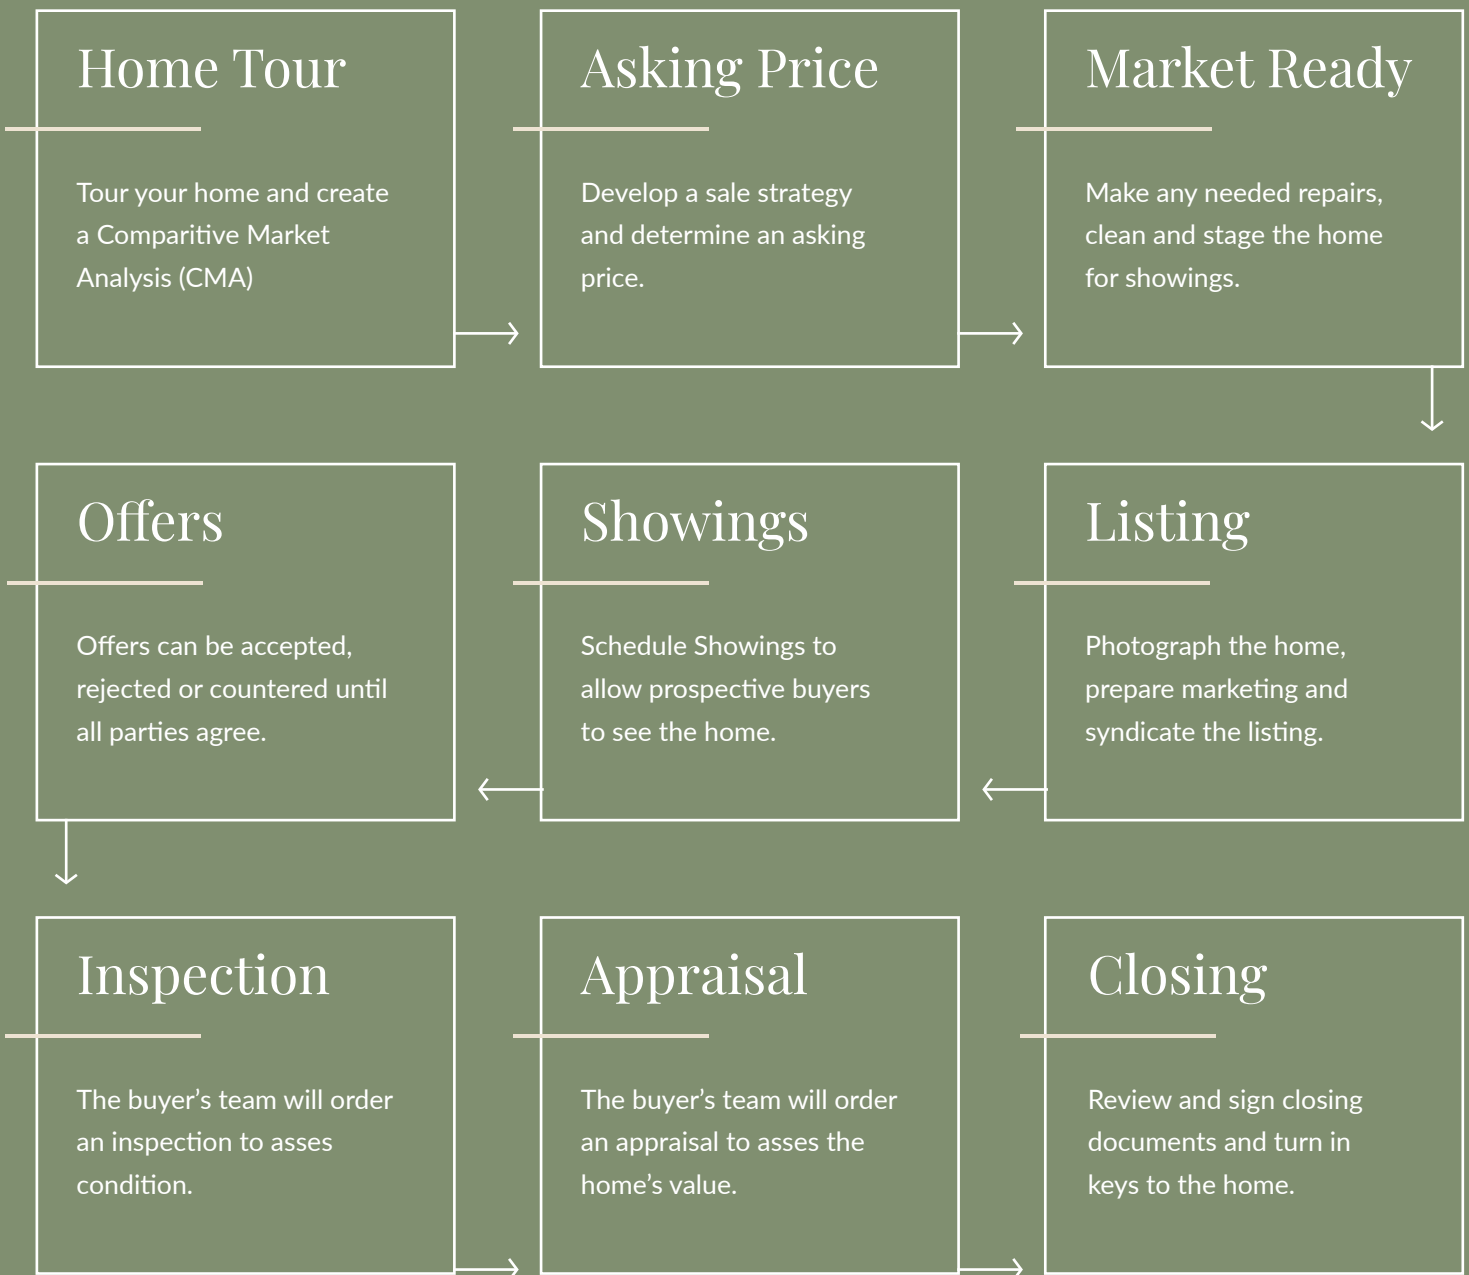 Home Tour
Tour your home and create
a Comparitive Market
Analysis (CMA)
Asking Price
Develop a sale strategy
and determine an asking
price.
Market Ready
Make any needed repairs,
clean and stage the home
for showings.
Listing
Photograph the home,
prepare marketing and
syndicate the listing.
Showings
Schedule Showings to
allow prospective buyers
to see the home.
Offers
Offers can be accepted,
rejected or countered until
all parties agree.
Inspection
The buyer’s team will order
an inspection to asses
condition.
Appraisal
The buyer’s team will order
an appraisal to asses the
home’s value.
Closing
Review and sign closing
documents and turn in
keys to the home.